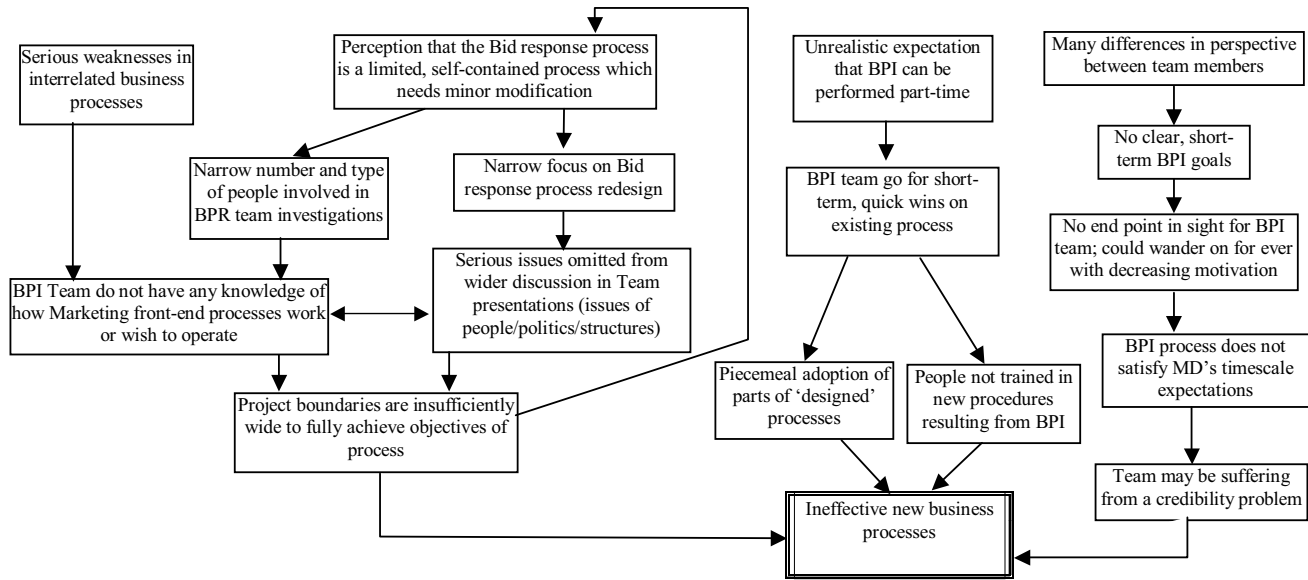 Serious weaknesses in
interrelated business
processes
Perception that the Bid response process
is a limited, self-contained process which
needs minor modification
Unrealistic expectation
that BPI can be
performed part-time
Many differences in perspective
between team members
Narrow number and type
of people involved in
BPR team investigations
Narrow focus on Bid
response process redesign
BPI team go for short-
term, quick wins on
existing process
No clear, short-
term BPI goals
No end point in sight for BPI
team; could wander on for ever
with decreasing motivation
BPI Team do not have any knowledge of
how Marketing front-end processes work
or wish to operate
Serious issues omitted from
wider discussion in Team
presentations (issues of
people/politics/structures)
BPI process does not
satisfy MD’s timescale
expectations
Project boundaries are insufficiently
wide to fully achieve objectives of
process
Piecemeal adoption of
parts of ‘designed’
processes
People not trained in
new procedures
resulting from BPI
Team may be suffering
from a credibility problem
Ineffective new business
processes